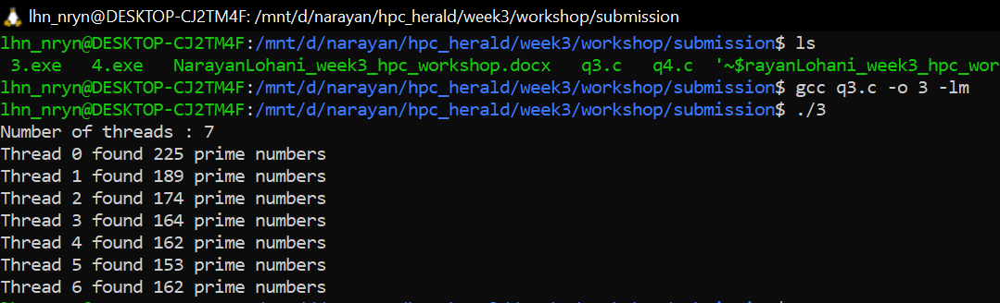 lhn_nryn@DESKTOP-CJ2TM4F: /mnt/d/narayan/hpc_herald/week3/workshop/submission
lhn_nryn@DESKTOP-CJ2TM4F:/mnt/d/narayan/hpc_herald/week3/workshop/submission$ ls
3.exe 4.exe NarayanLohani_week3_hpc_workshop.docx q3.c q4.c '~$rayanLohani_week3_hpc_wor
lhn_nryn@DESKTOP-CJ2TM4F:/mnt/d/narayan/hpc_herald/week3/workshop/submission$ gcc q3.c -o 3 -lm
lhn_nryn@DESKTOP-CJ2TM4F:/mnt/d/narayan/hpc_herald/week3/workshop/submission$ ./3
Number of threads : 7
Thread 0 found 225 prime numbers
Thread 1 found 189 prime numbers
Thread 2 found 174 prime numbers
Thread 3 found 164 prime numbers
Thread 4 found 162 prime numbers
Thread 5 found 153 prime numbers
Thread 6 found 162 prime numbers